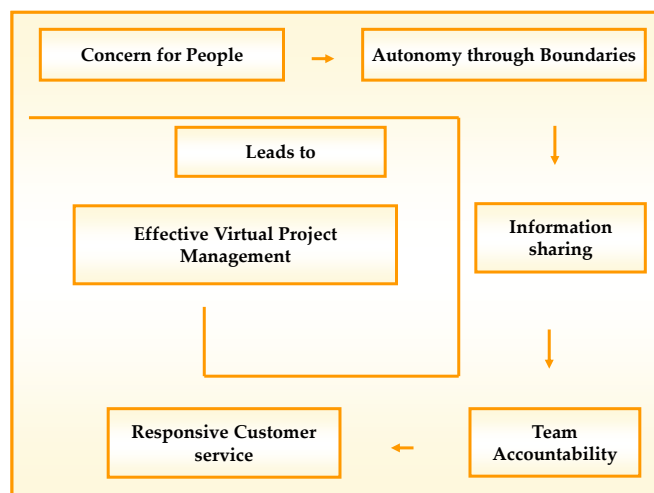 Concern for People
Autonomy through Boundaries
Leads to
Effective Virtual Project
Management
Information
sharing
Responsive Customer
service
Team
Accountability